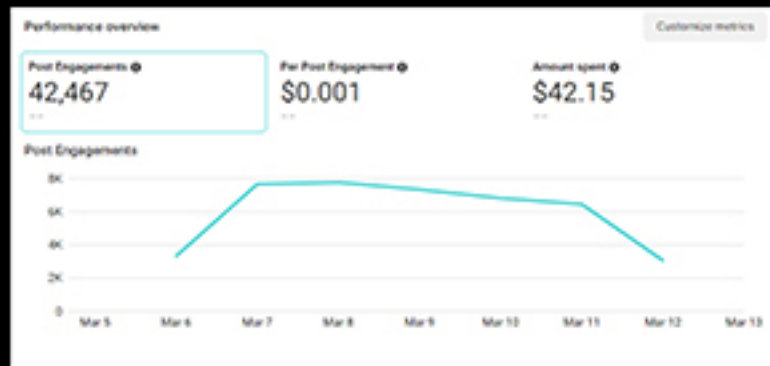 Performance overview
Customize metrics
Post Engagements
Per Post Engagement
Amount spent
42,467
$0.001
$42.15
--
--
--
Post Engagements
8K
6K
4K
2K
0
Mar 5 Mar 6 Mar 7 Mar 8 Mar 9 Mar 10 Mar 11 Mar 12 Mar 13